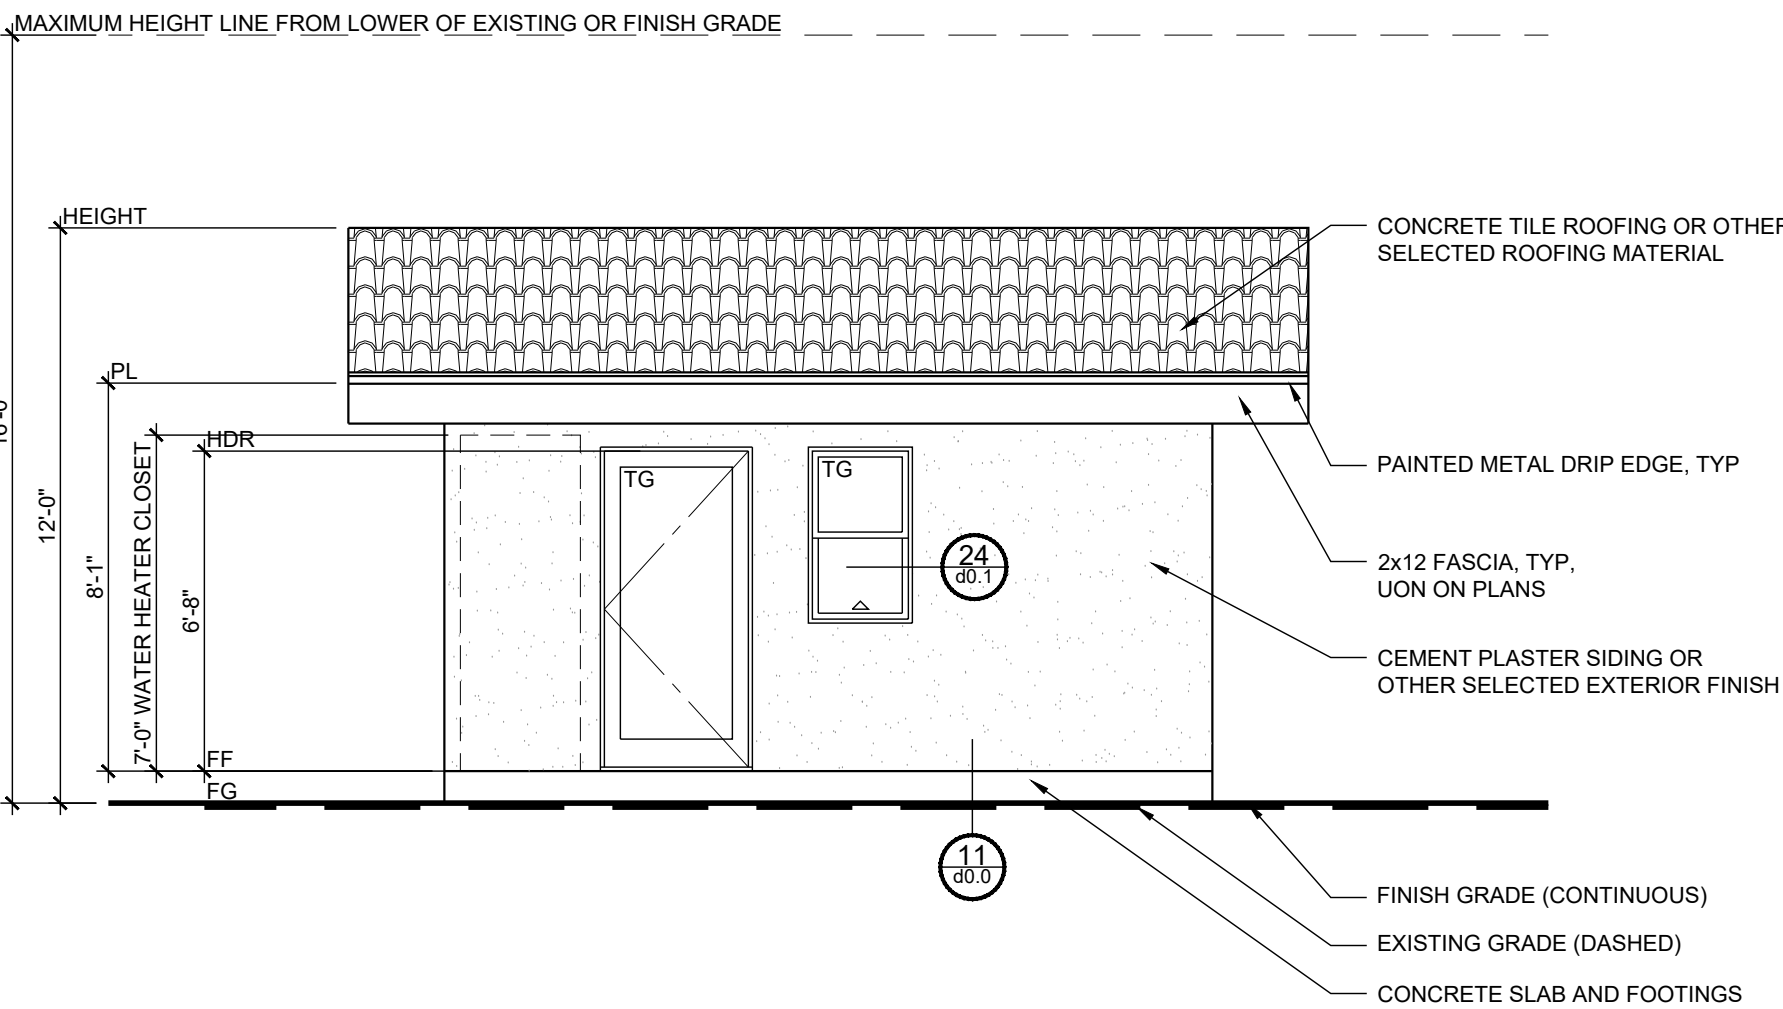 MAXIMUM HEIGHT LINE FROM LOWER OF EXISTING OR FINISH GRADE
HEIGHT
CONCRETE TILE ROOFING OR OTHER
SELECTED ROOFING MATERIAL
PL
HDR
TG
TG
PAINTED METAL DRIP EDGE, TYP
12'-0"
8'-1"
7'-0" WATER HEATER CLOSET
6'-8"
24
d0.1
2x12 FASCIA, TYP,
UON ON PLANS
CEMENT PLASTER SIDING OR
OTHER SELECTED EXTERIOR FINISH
FF
FG
11
d0.0
FINISH GRADE (CONTINUOUS)
EXISTING GRADE (DASHED)
CONCRETE SLAB AND FOOTINGS